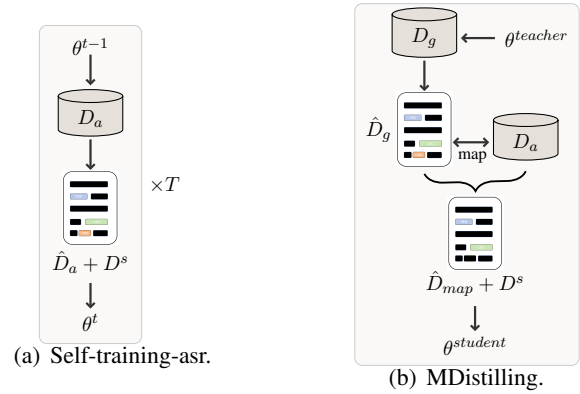 θ^{t−1}
D_a
×T
D̂_a + D^s
θ^t
(a) Self-training-asr.
D_g
θ^{teacher}
D̂_g
map
D_a
D̂_{map} + D^s
θ^{student}
(b) MDistilling.